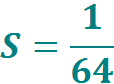 S = 1/64